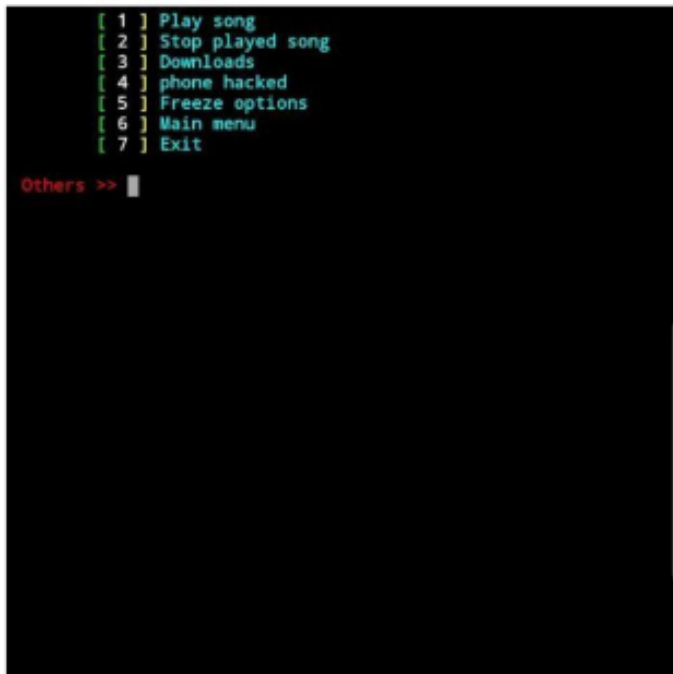 [ 1 ] Play song
[ 2 ] Stop played song
[ 3 ] Downloads
[ 4 ] phone hacked
[ 5 ] Freeze options
[ 6 ] Main menu
[ 7 ] Exit
Others >>